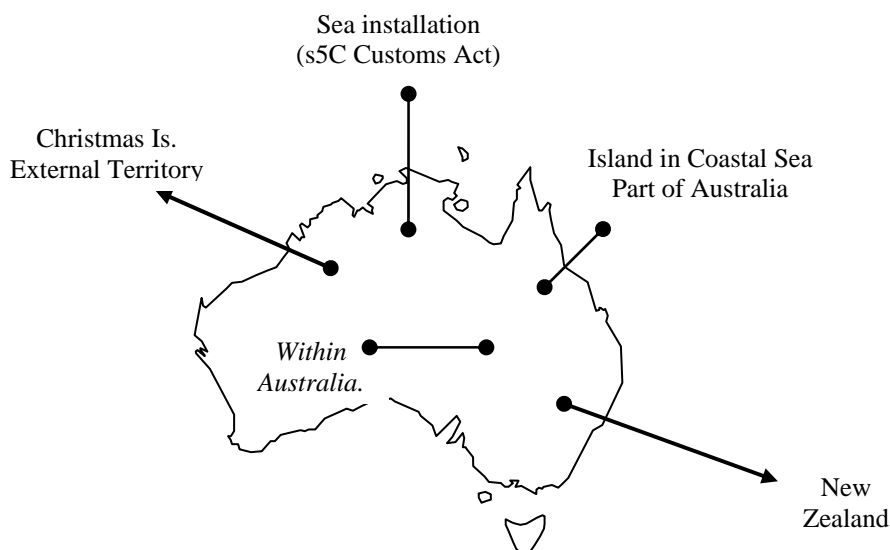 Sea installation
(s5C Customs Act)
Christmas Is.
External Territory
Island in Coastal Sea
Part of Australia
Within
Australia.
New
Zealand